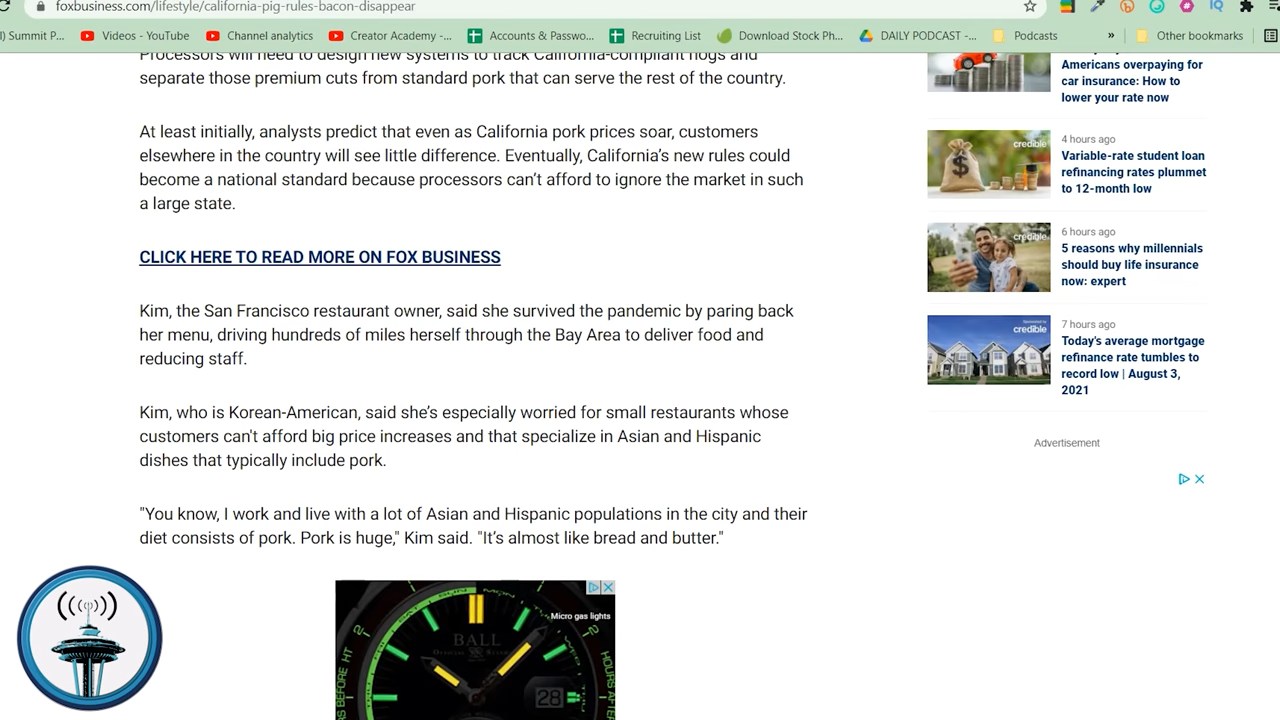 foxbusiness.com/lifestyle/california-pig-rules-bacon-disappear
) Summit P... Videos - YouTube Channel analytics Creator Academy -... Accounts & Passwo... Recruiting List Download Stock Ph... DAILY PODCAST -... Podcasts » Other bookmarks
Processors will need to design new systems to track California-compliant hogs and
separate those premium cuts from standard pork that can serve the rest of the country.
At least initially, analysts predict that even as California pork prices soar, customers
elsewhere in the country will see little difference. Eventually, California's new rules could
become a national standard because processors can't afford to ignore the market in such
a large state.
CLICK HERE TO READ MORE ON FOX BUSINESS
Kim, the San Francisco restaurant owner, said she survived the pandemic by paring back
her menu, driving hundreds of miles herself through the Bay Area to deliver food and
reducing staff.
Kim, who is Korean-American, said she's especially worried for small restaurants whose
customers can't afford big price increases and that specialize in Asian and Hispanic
dishes that typically include pork.
"You know, I work and live with a lot of Asian and Hispanic populations in the city and their
diet consists of pork. Pork is huge," Kim said. "It's almost like bread and butter."
Americans overpaying for
car insurance: How to
lower your rate now
credible
$
4 hours ago
Variable-rate student loan
refinancing rates plummet
to 12-month low
credible
6 hours ago
5 reasons why millennials
should buy life insurance
now: expert
credible
7 hours ago
Today's average mortgage
refinance rate tumbles to
record low | August 3,
2021
Advertisement
Micro gas lights
BALL
28